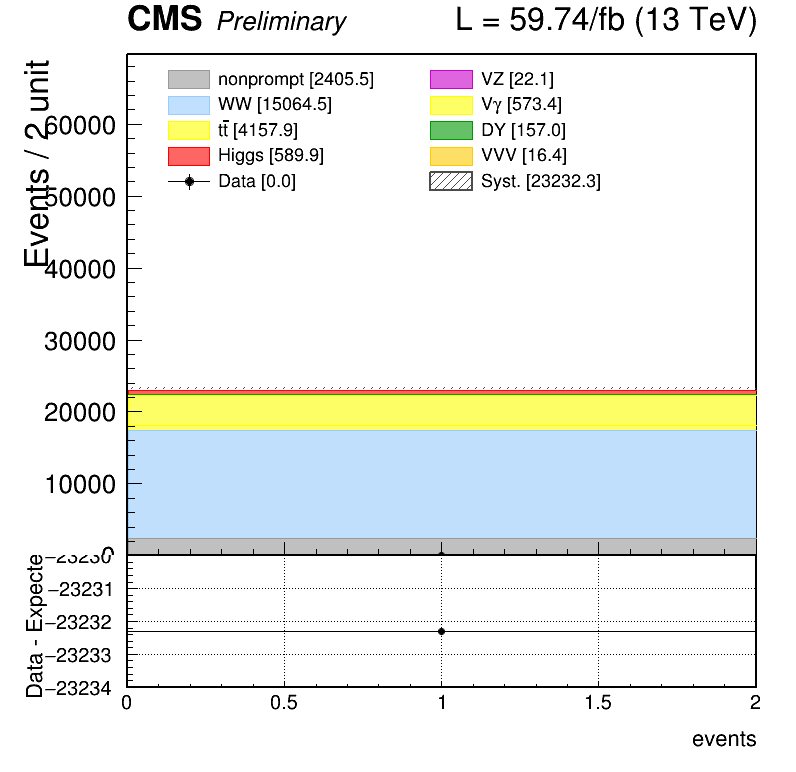 CMS Preliminary L = 59.74/fb (13 TeV)
Events / 2 unit
nonprompt [2405.5]
WW [15064.5]
tt̄ [4157.9]
Higgs [589.9]
Data [0.0]
VZ [22.1]
Vγ [573.4]
DY [157.0]
VVV [16.4]
Syst. [23232.3]
60000
50000
40000
30000
20000
10000
0
Data - Expecte
−23230
−23231
−23232
−23233
−23234
0 0.5 1 1.5 2
events